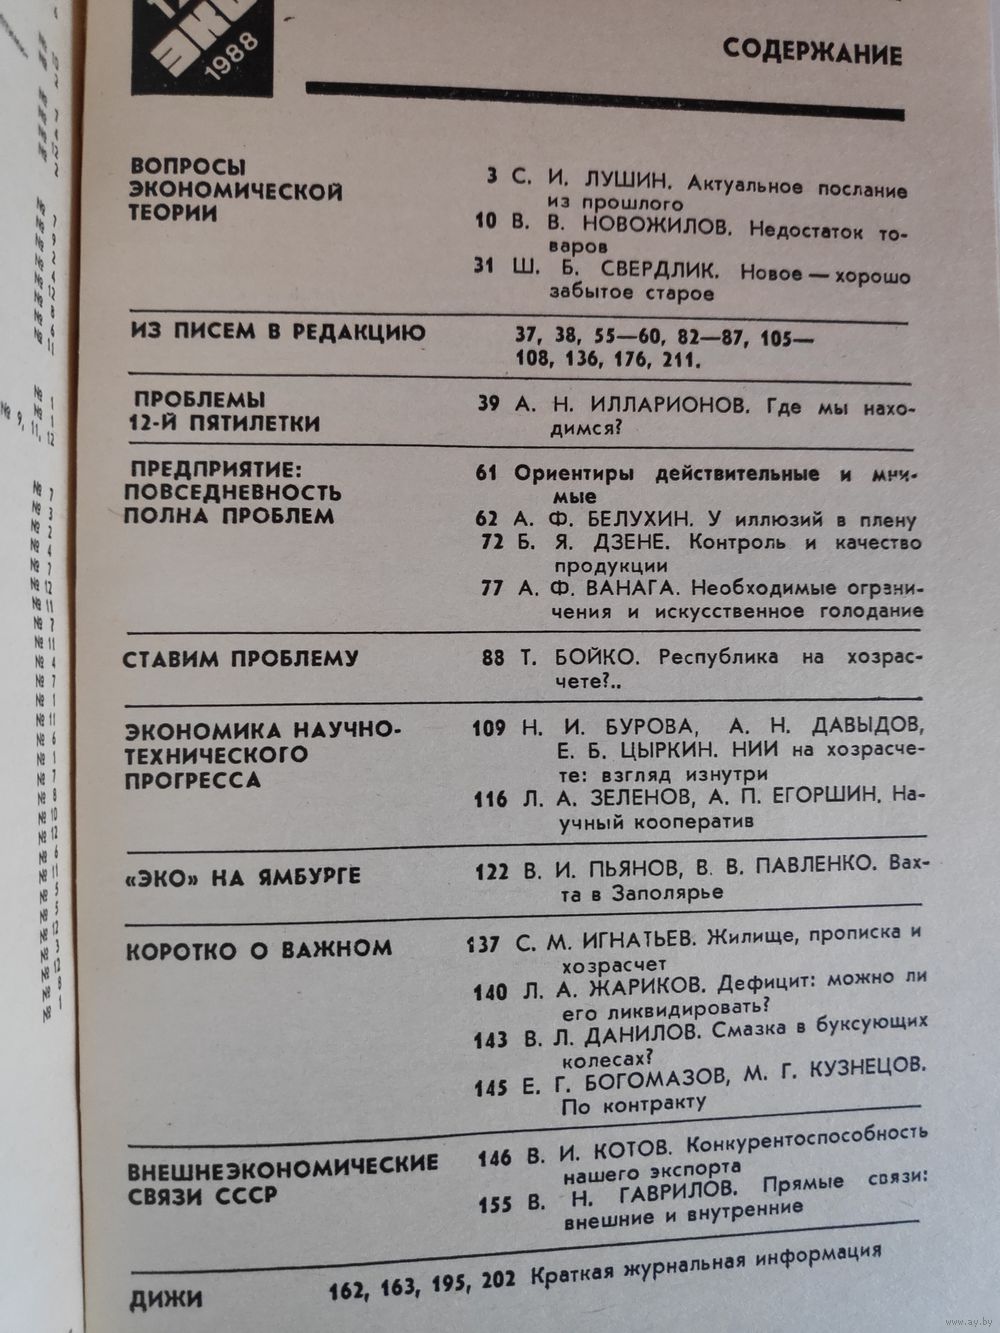 ЭКО
1988
СОДЕРЖАНИЕ
ВОПРОСЫ
ЭКОНОМИЧЕСКОЙ
ТЕОРИИ
3 С. И. ЛУШИН. Актуальное послание
из прошлого
10 В. В. НОВОЖИЛОВ. Недостаток то-
варов
31 Ш. Б. СВЕРДЛИК. Новое — хорошо
забытое старое
ИЗ ПИСЕМ В РЕДАКЦИЮ
37, 38, 55—60, 82—87, 105—
108, 136, 176, 211.
ПРОБЛЕМЫ
12-Й ПЯТИЛЕТКИ
39 А. Н. ИЛЛАРИОНОВ. Где мы нахо-
димся?
ПРЕДПРИЯТИЕ:
ПОВСЕДНЕВНОСТЬ
ПОЛНА ПРОБЛЕМ
61 Ориентиры действительные и мни-
мые
62 А. Ф. БЕЛУХИН. У иллюзий в плену
72 Б. Я. ДЗЕНЕ. Контроль и качество
продукции
77 А. Ф. ВАНАГА. Необходимые ограни-
чения и искусственное голодание
СТАВИМ ПРОБЛЕМУ
88 Т. БОЙКО. Республика на хозрас-
чете?..
ЭКОНОМИКА НАУЧНО-
ТЕХНИЧЕСКОГО
ПРОГРЕССА
109 Н. И. БУРОВА, А. Н. ДАВЫДОВ,
Е. Б. ЦЫРКИН. НИИ на хозрасче-
те: взгляд изнутри
116 Л. А. ЗЕЛЕНОВ, А. П. ЕГОРШИН. На-
учный кооператив
«ЭКО» НА ЯМБУРГЕ
122 В. И. ПЬЯНОВ, В. В. ПАВЛЕНКО. Вах-
та в Заполярье
КОРОТКО О ВАЖНОМ
137 С. М. ИГНАТЬЕВ. Жилище, прописка и
хозрасчет
140 Л. А. ЖАРИКОВ. Дефицит: можно ли
его ликвидировать?
143 В. Л. ДАНИЛОВ. Смазка в буксующих
колесах?
145 Е. Г. БОГОМАЗОВ, М. Г. КУЗНЕЦОВ.
По контракту
ВНЕШНЕЭКОНОМИЧЕСКИЕ
СВЯЗИ СССР
146 В. И. КОТОВ. Конкурентоспособность
нашего экспорта
155 В. Н. ГАВРИЛОВ. Прямые связи:
внешние и внутренние
ДИЖИ
162, 163, 195, 202 Краткая журнальная информация
www.ay.by